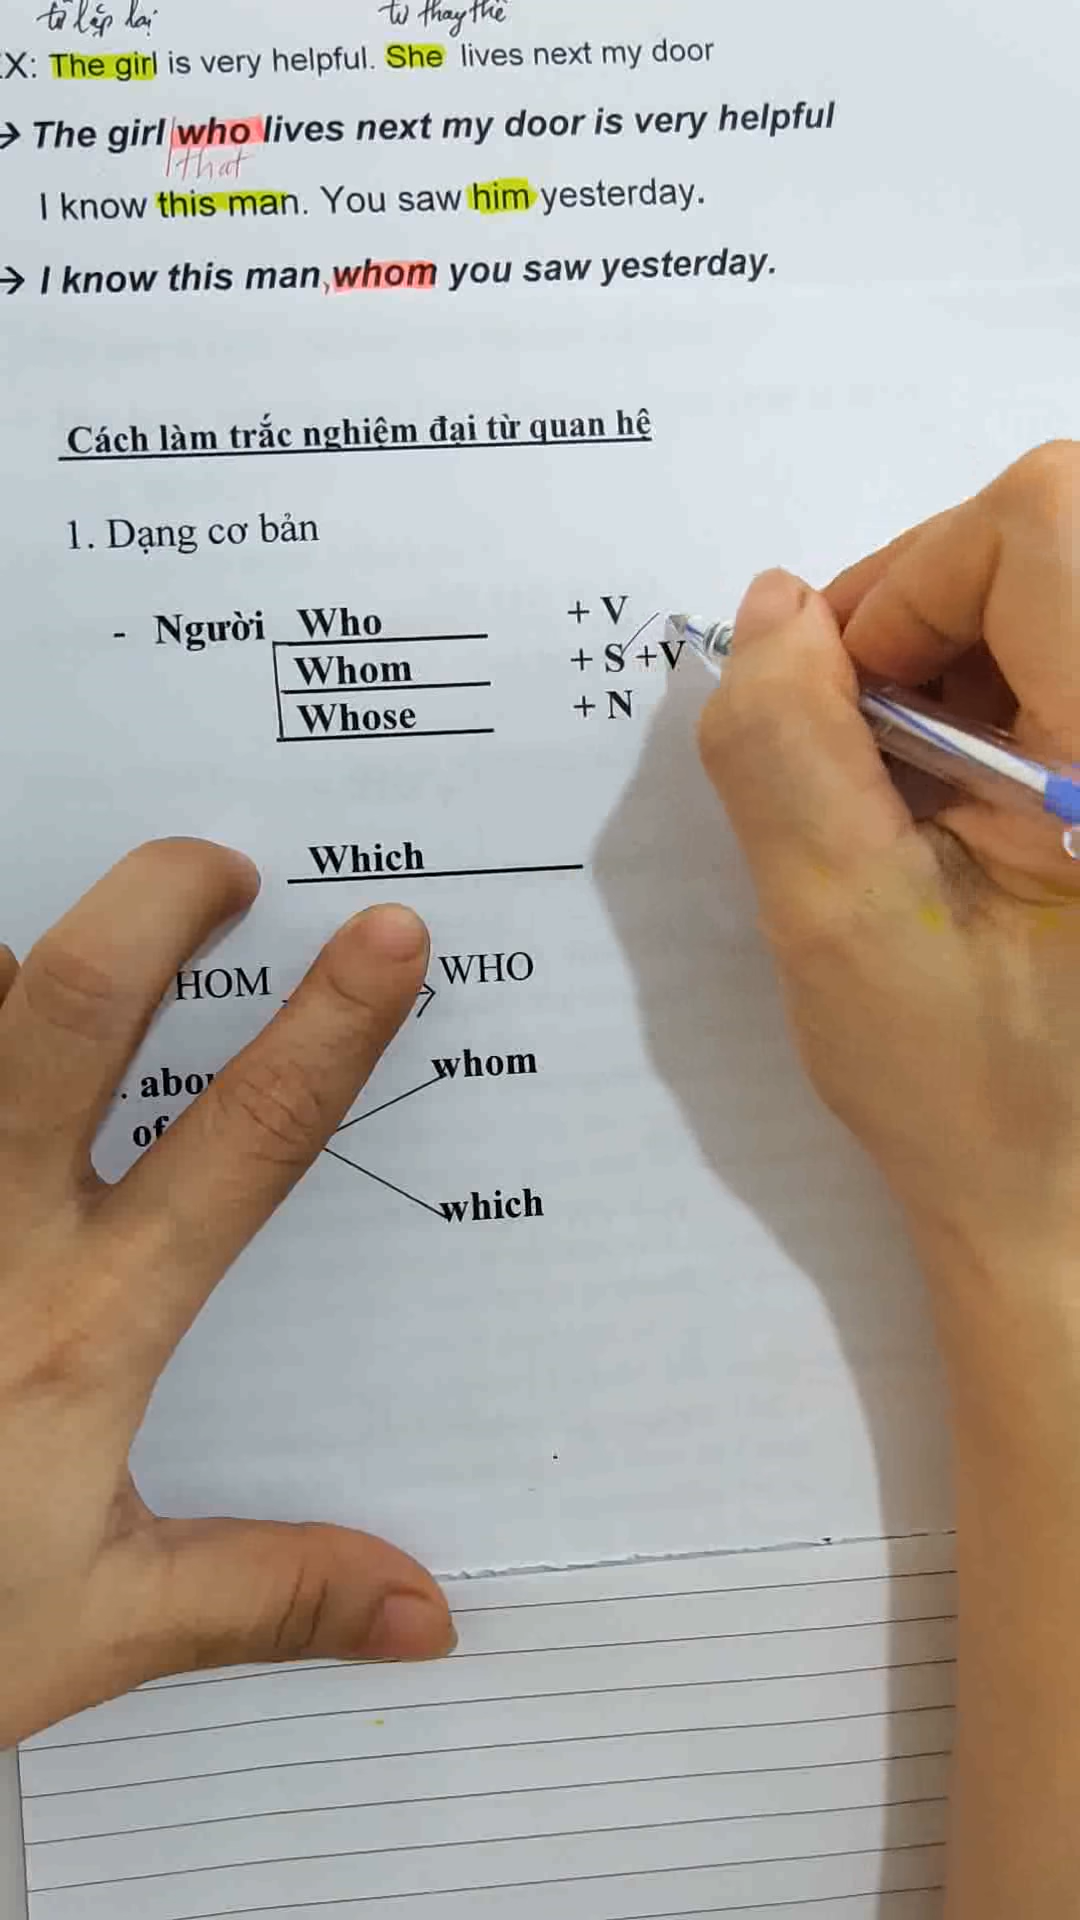 từ lặp lại từ thay thế
X: The girl is very helpful. She lives next my door
→ The girl who lives next my door is very helpful
that
I know this man. You saw him yesterday.
→ I know this man, whom you saw yesterday.
Cách làm trắc nghiệm đại từ quan hệ
1. Dạng cơ bản
- Người Who + V
Whom + S +V
Whose + N
Which
HOM → WHO
whom
of
which